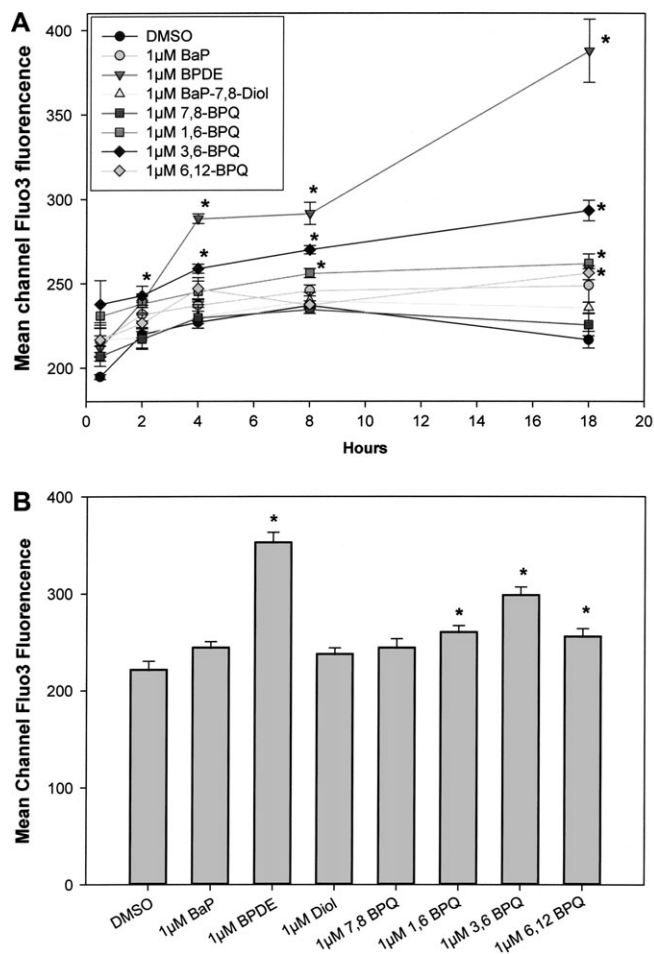 A
DMSO
1µM BaP
1µM BPDE
1µM BaP-7,8-Diol
1µM 7,8-BPQ
1µM 1,6-BPQ
1µM 3,6-BPQ
1µM 6,12-BPQ
Mean channel Fluo3 fluorencence
400
350
300
250
200
* * * * * * * * * *
0 2 4 6 8 10 12 14 16 18 20
Hours
B
Mean Channel Fluo3 Fluorencence
400
300
200
100
0
* * * *
DMSO
1µM BaP
1µM BPDE
1µM Diol
1µM 7,8 BPQ
1µM 1,6 BPQ
1µM 3,6 BPQ
1µM 6,12 BPQ